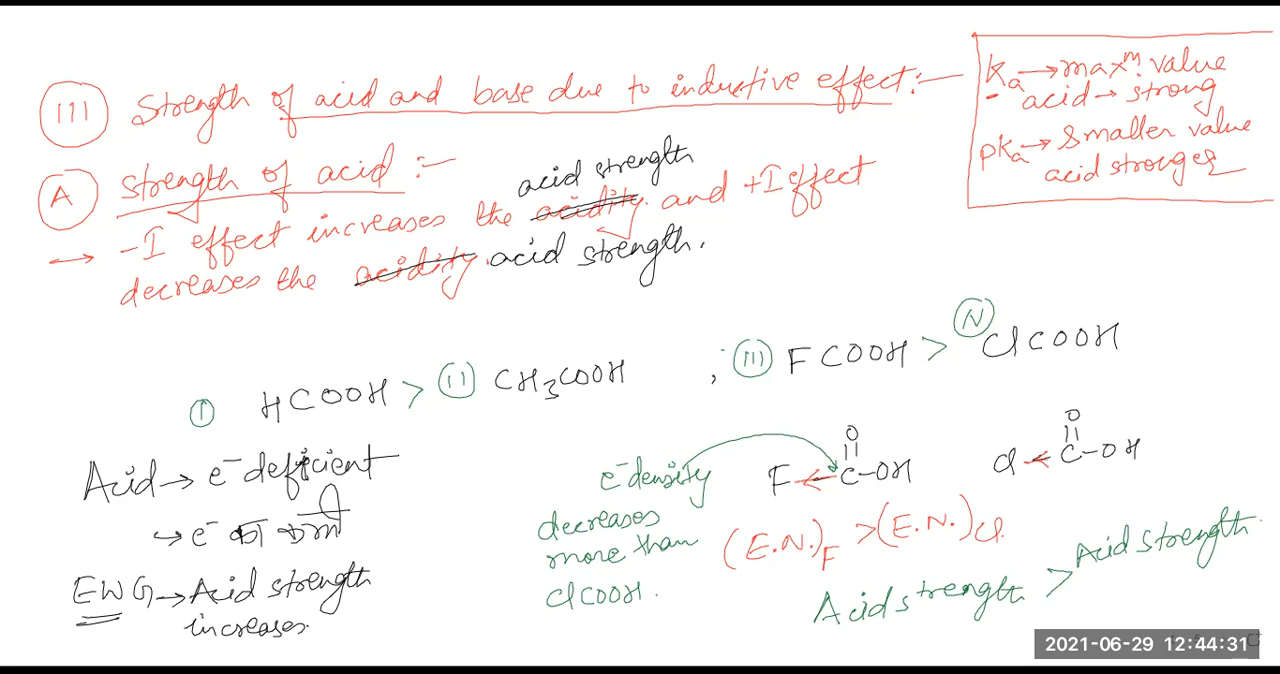 (III) Strength of acid and base due to inductive effect:-
Ka → maxm value
acid → strong
pKa → smaller value
acid stronger
(A) strength of acid :-
acid strength
→ -I effect increases the acidity and +I effect
decreases the acidity. acid strength.
(I) HCOOH > (II) CH3COOH ; (III) FCOOH > (IV) ClCOOH
Acid → e- deficient
↳ e- का कमी
EWG → Acid strength
increases.
e- density
decreases
more than
ClCOOH.
O
F ← C-OH
O
Cl ← C-OH
(E.N.)F > (E.N.)Cl
Acid strength > Acid strength
2021-06-29 12:44:31